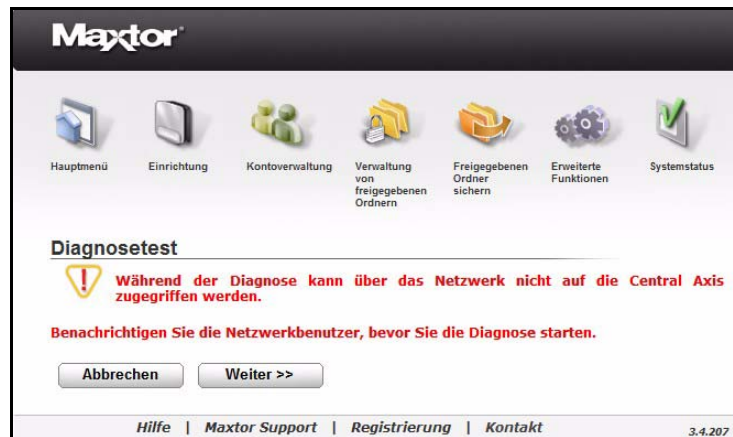 Maxtor
Hauptmenü
Einrichtung
Kontoverwaltung
Verwaltung
von
freigegebenen
Ordnern
Freigegebenen
Ordner
sichern
Erweiterte
Funktionen
Systemstatus
Diagnosetest
Während der Diagnose kann über das Netzwerk nicht auf die Central Axis
zugegriffen werden.
Benachrichtigen Sie die Netzwerkbenutzer, bevor Sie die Diagnose starten.
Abbrechen
Weiter >>
Hilfe | Maxtor Support | Registrierung | Kontakt
3.4.207